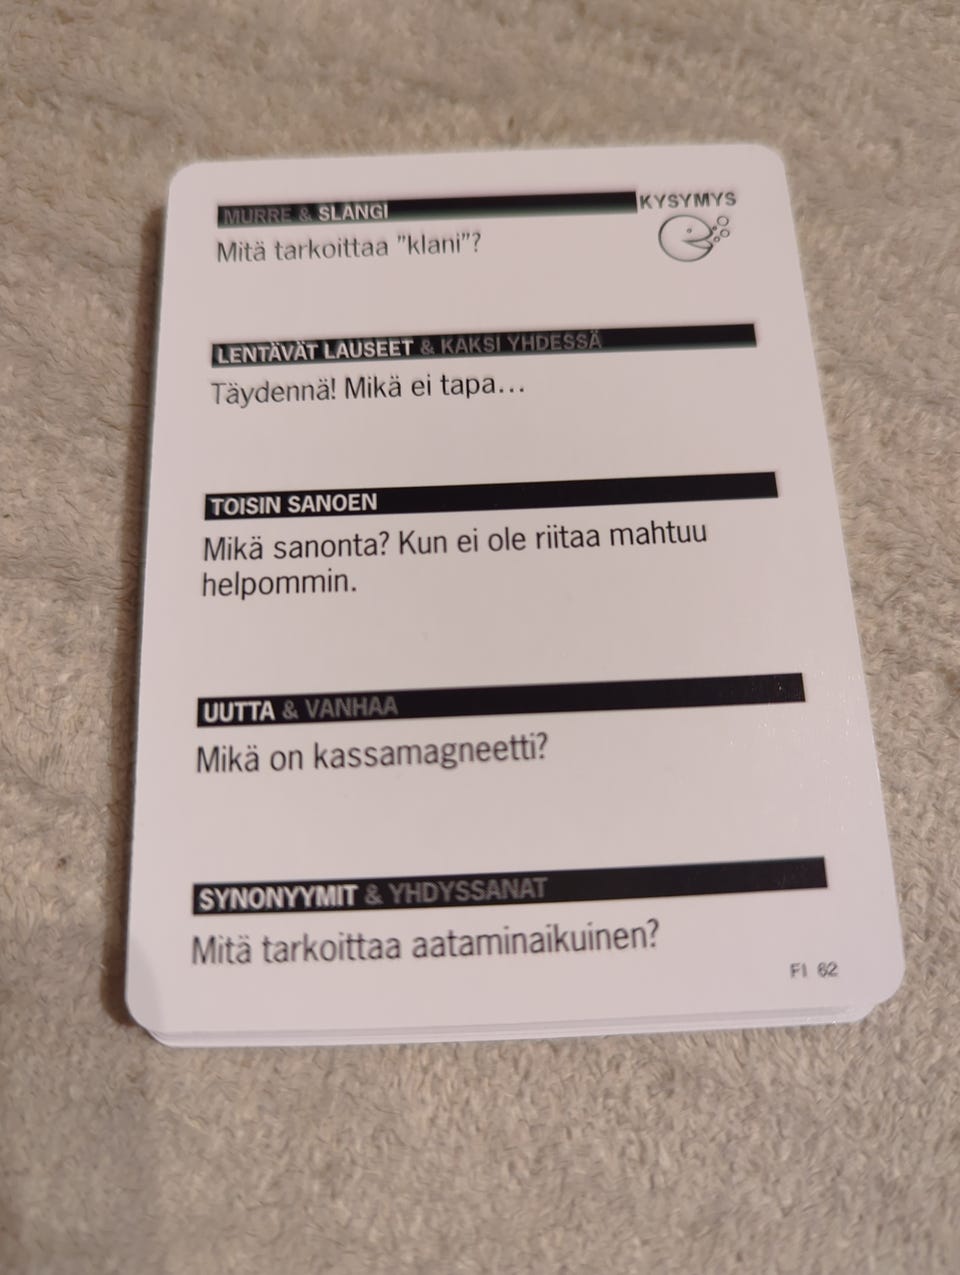 MURRE & SLANGI
KYSYMYS
Mitä tarkoittaa ”klani”?
LENTÄVÄT LAUSEET & KAKSI YHDESSÄ
Täydennä! Mikä ei tapa...
TOISIN SANOEN
Mikä sanonta? Kun ei ole riitaa mahtuu
helpommin.
UUTTA & VANHAA
Mikä on kassamagneetti?
SYNONYYMIT & YHDYSSANAT
Mitä tarkoittaa aataminaikuinen?
FI 62